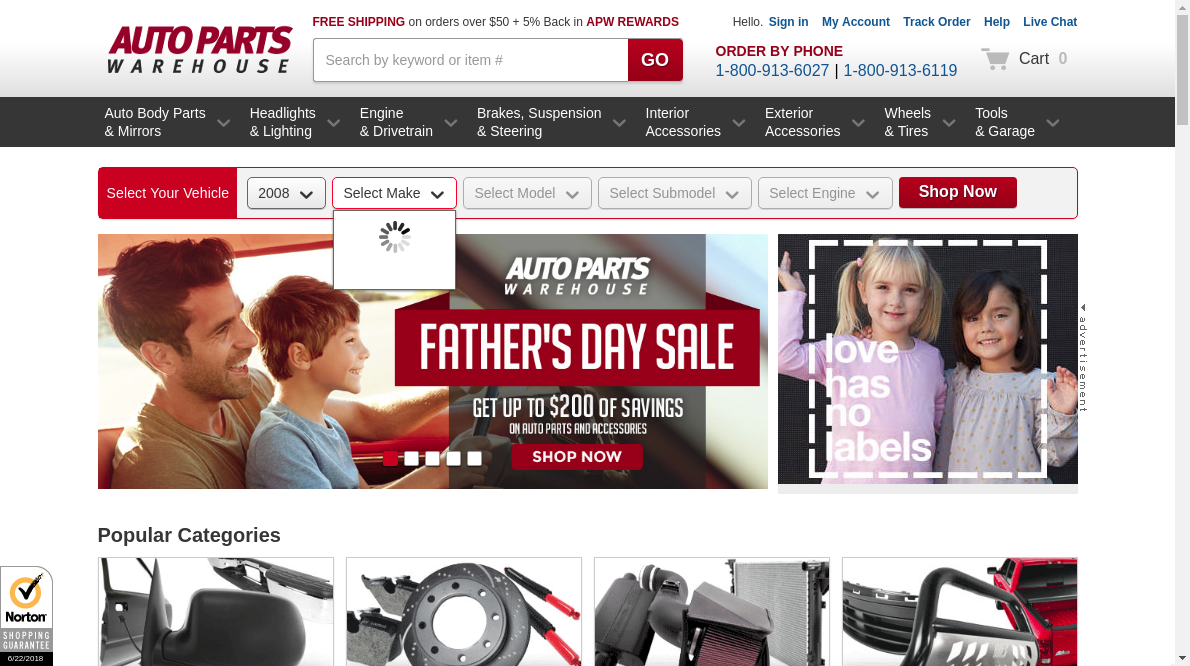 FREE SHIPPING on orders over $50 + 5% Back in APW REWARDS
Hello. Sign in My Account Track Order Help Live Chat
AUTO PARTS
WAREHOUSE
Search by keyword or item #
GO
ORDER BY PHONE
1-800-913-6027 | 1-800-913-6119
Cart 0
Auto Body Parts
& Mirrors
Headlights
& Lighting
Engine
& Drivetrain
Brakes, Suspension
& Steering
Interior
Accessories
Exterior
Accessories
Wheels
& Tires
Tools
& Garage
Select Your Vehicle
2008
Select Make
Select Model
Select Submodel
Select Engine
Shop Now
AUTO PARTS
WAREHOUSE
FATHER'S DAY SALE
GET UP TO $200 OF SAVINGS
ON AUTO PARTS AND ACCESSORIES
SHOP NOW
love
has
no
labels
advertisement
Popular Categories
Norton
SHOPPING
GUARANTEE
6/22/2018